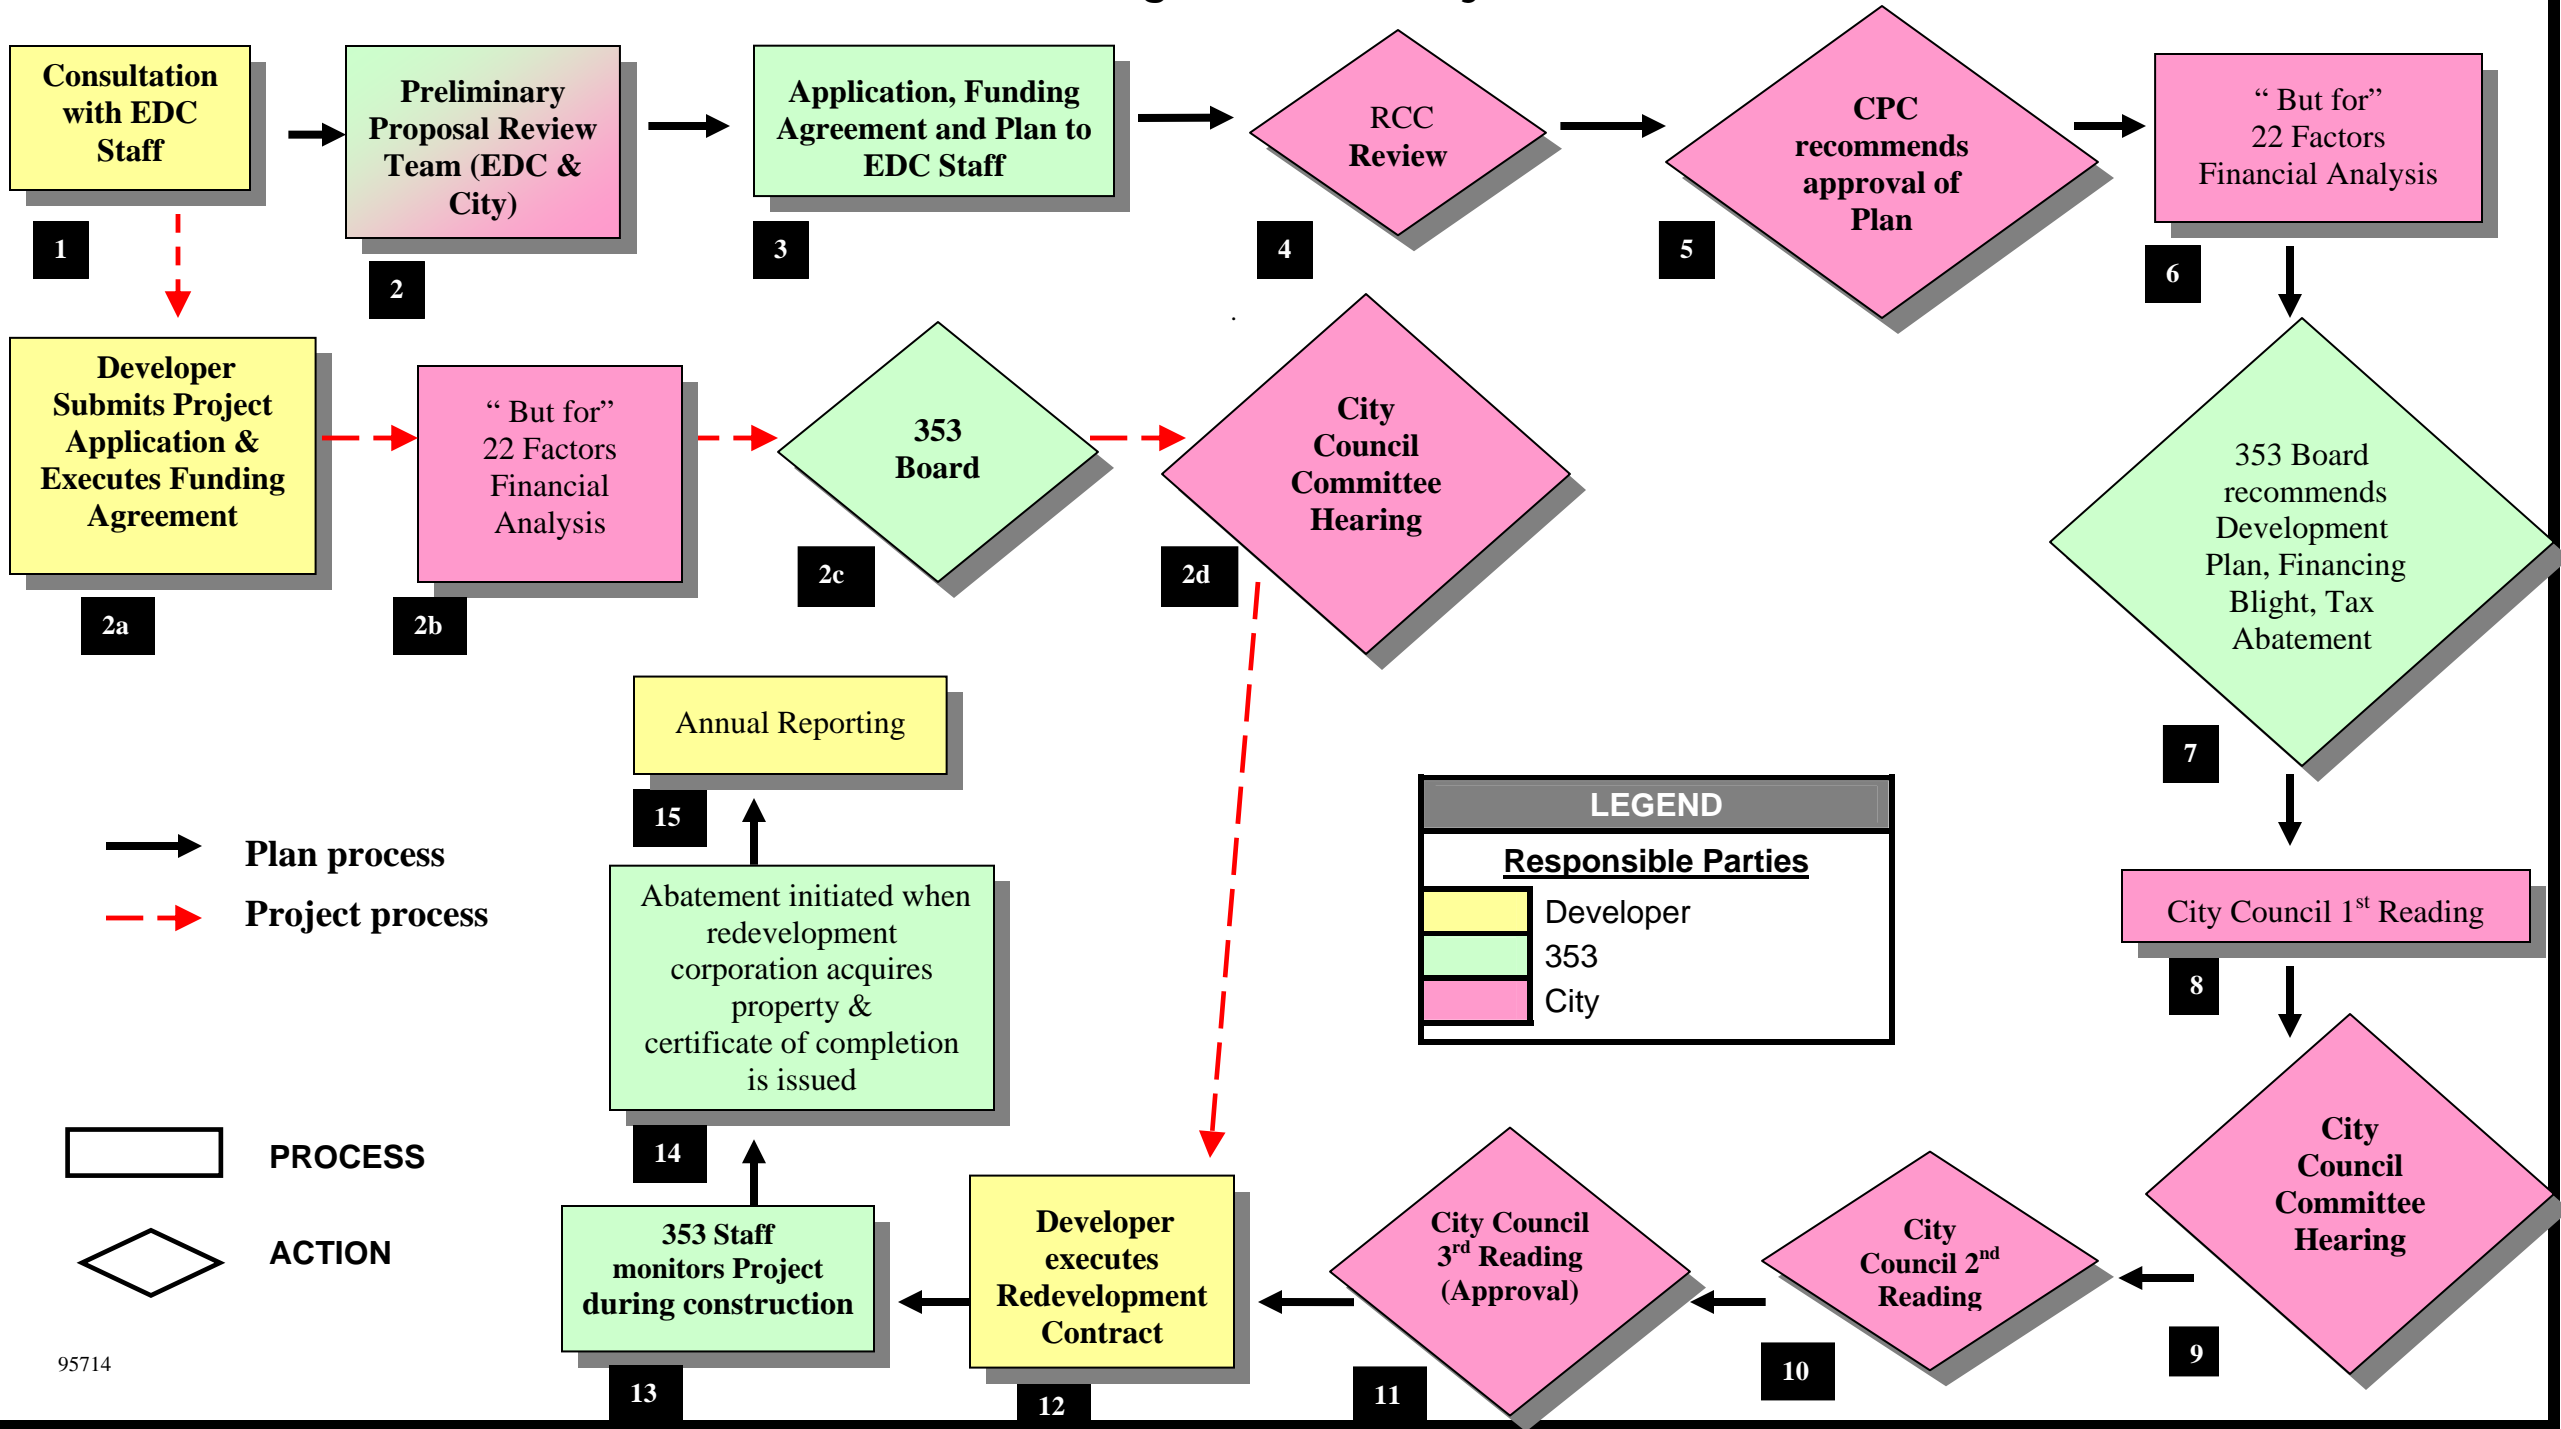 Consultation
with EDC
Staff
1
Preliminary
Proposal Review
Team (EDC &
City)
2
Application, Funding
Agreement and Plan to
EDC Staff
3
RCC
Review
4
CPC
recommends
approval of
Plan
5
“ But for”
22 Factors
Financial Analysis
6
Developer
Submits Project
Application &
Executes Funding
Agreement
2a
“ But for”
22 Factors
Financial
Analysis
2b
353
Board
2c
City
Council
Committee
Hearing
2d
353 Board
recommends
Development
Plan, Financing
Blight, Tax
Abatement
7
Annual Reporting
15
Plan process
Project process
LEGEND
Responsible Parties
Developer
353
City
City Council 1st Reading
8
Abatement initiated when
redevelopment
corporation acquires
property &
certificate of completion
is issued
14
PROCESS
ACTION
353 Staff
monitors Project
during construction
13
Developer
executes
Redevelopment
Contract
12
City Council
3rd Reading
(Approval)
11
City
Council 2nd
Reading
10
City
Council
Committee
Hearing
9
95714